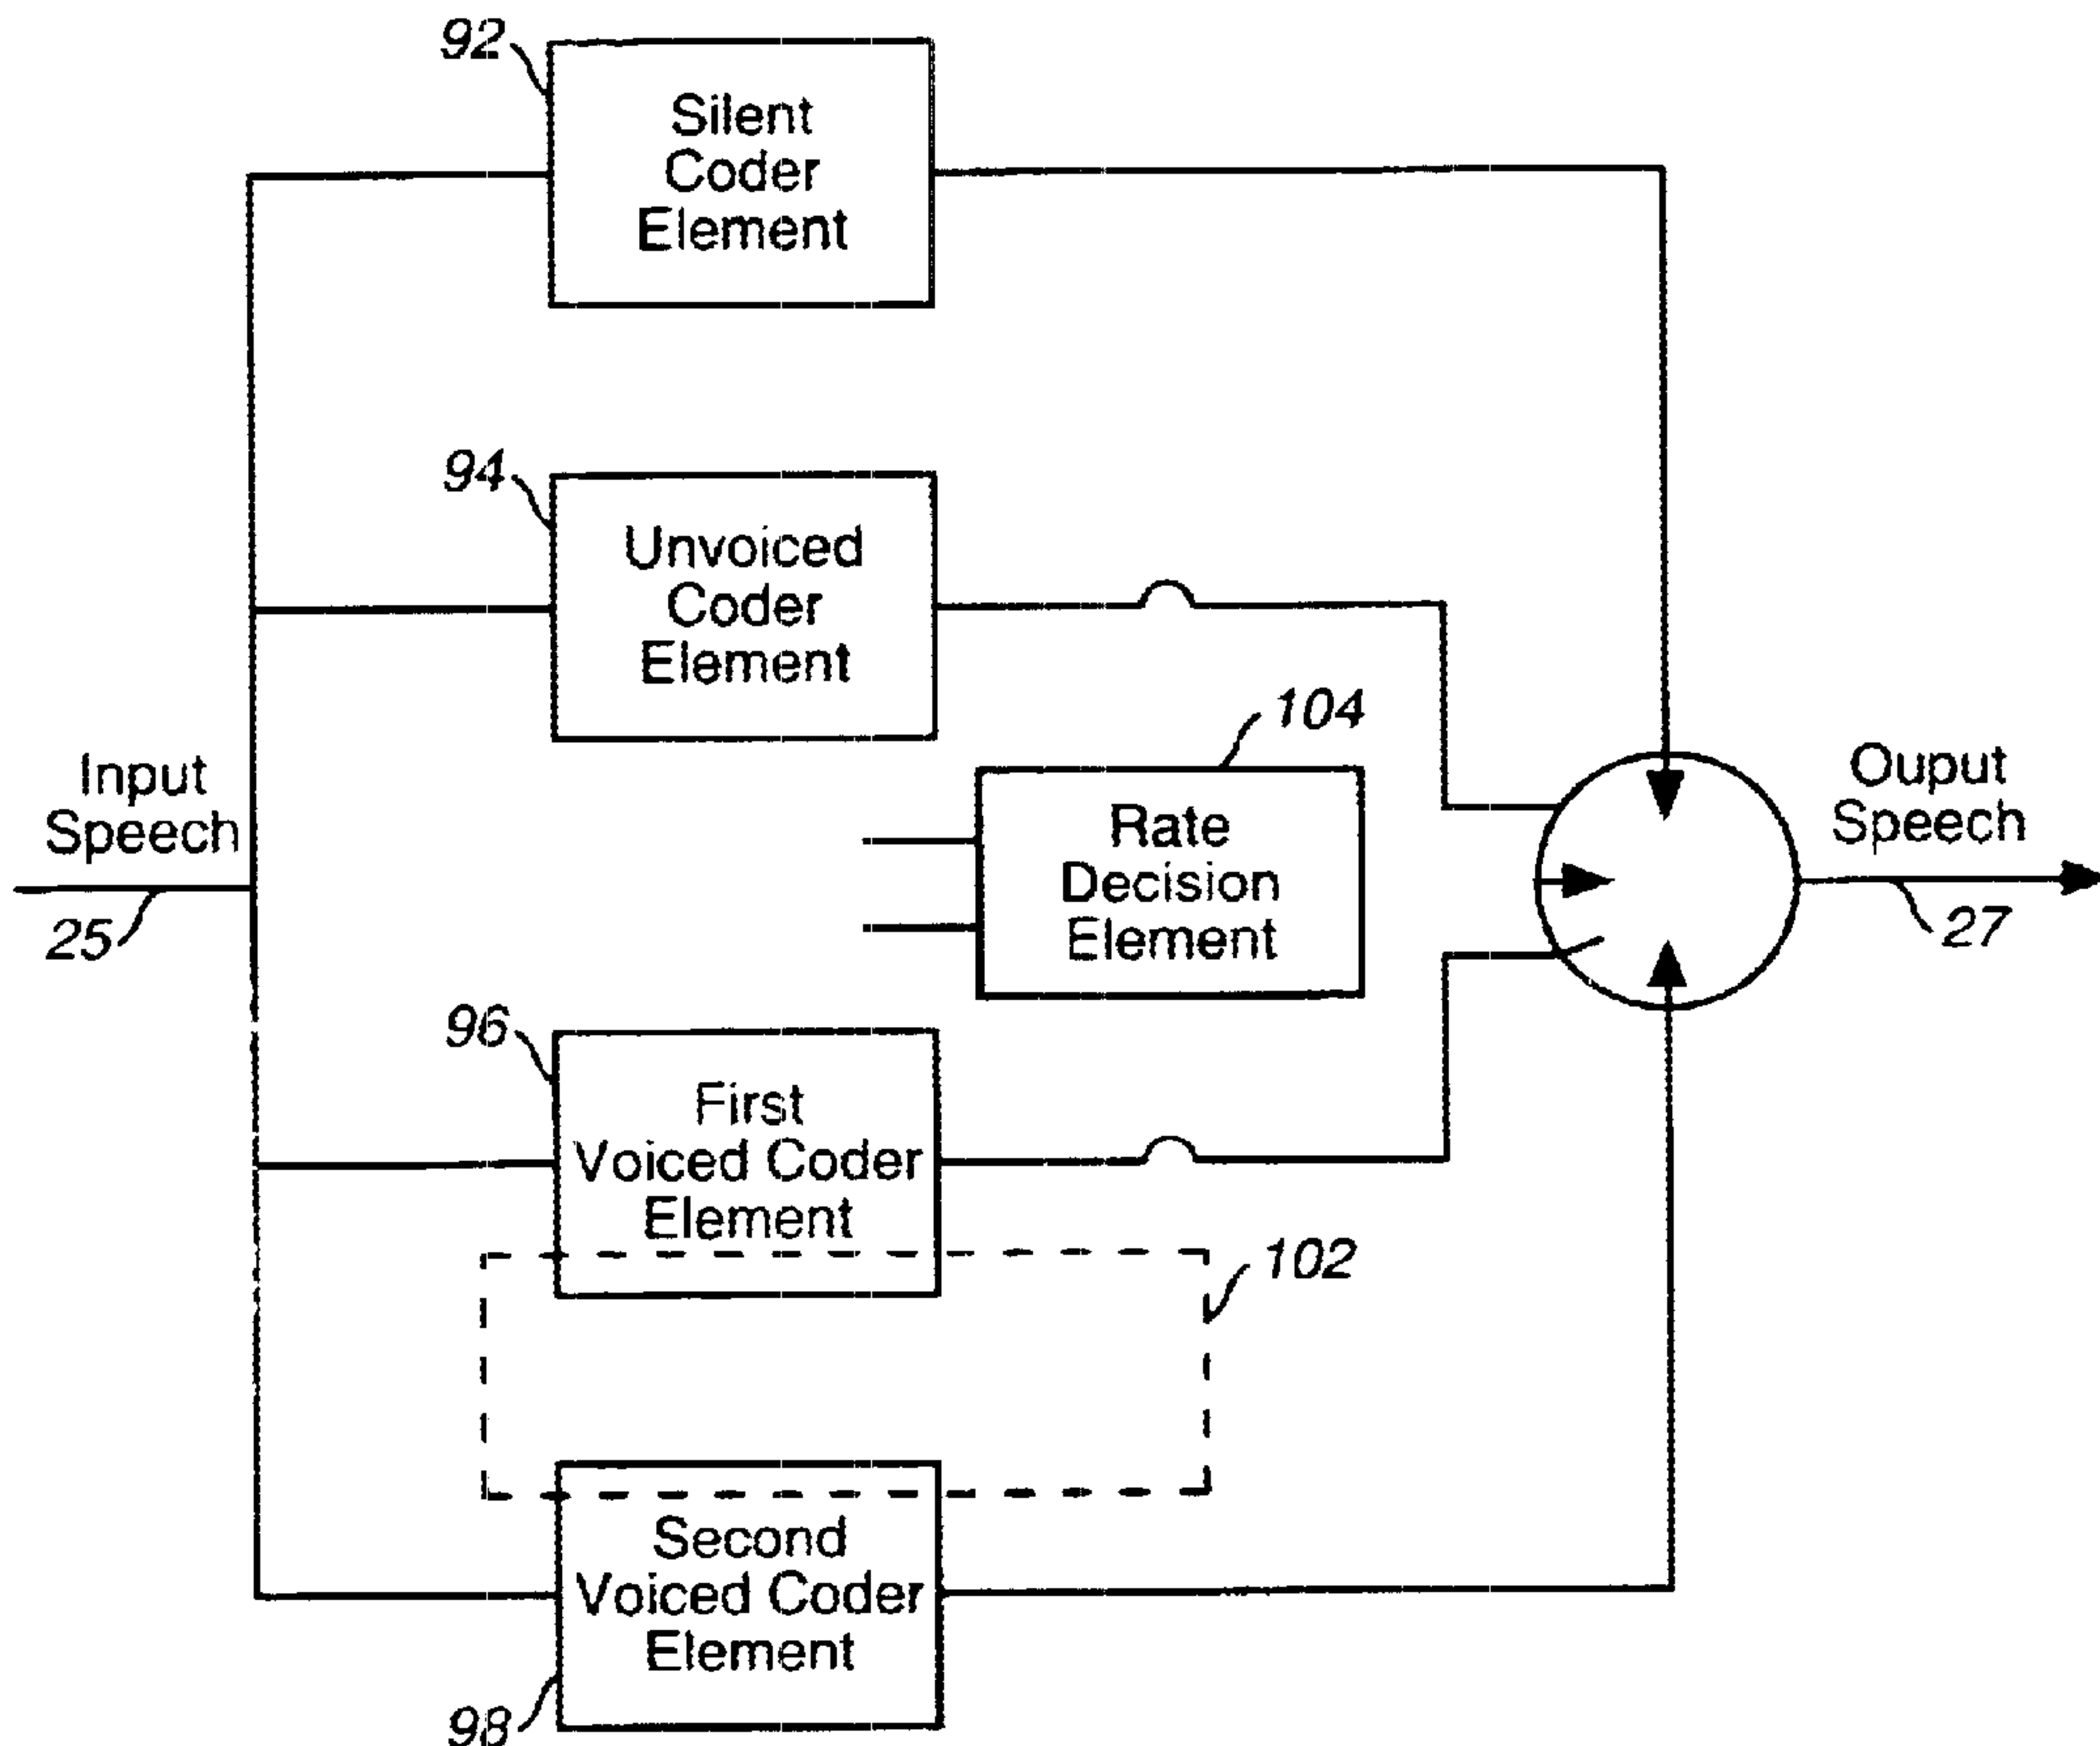 92
Silent
Coder
Element
94
Unvoiced
Coder
Element
104
Rate
Decision
Element
Input
Speech
25
Ouput
Speech
27
96
First
Voiced Coder
Element
102
Second
Voiced Coder
Element
98